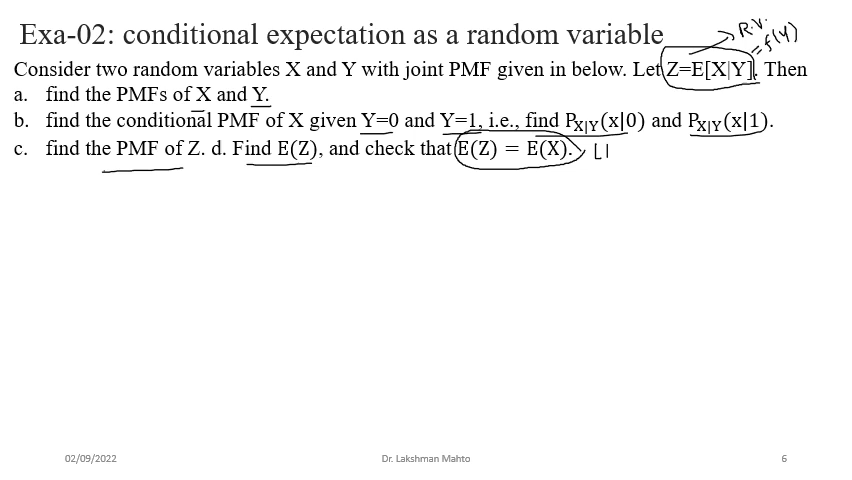 Exa-02: conditional expectation as a random variable
R.V.
= f(Y)
Consider two random variables X and Y with joint PMF given in below. Let Z=E[X|Y]. Then
a. find the PMFs of X and Y.
b. find the conditional PMF of X given Y=0 and Y=1, i.e., find P_X|Y(x|0) and P_X|Y(x|1).
c. find the PMF of Z. d. Find E(Z), and check that E(Z) = E(X).
02/09/2022
Dr. Lakshman Mahto
6